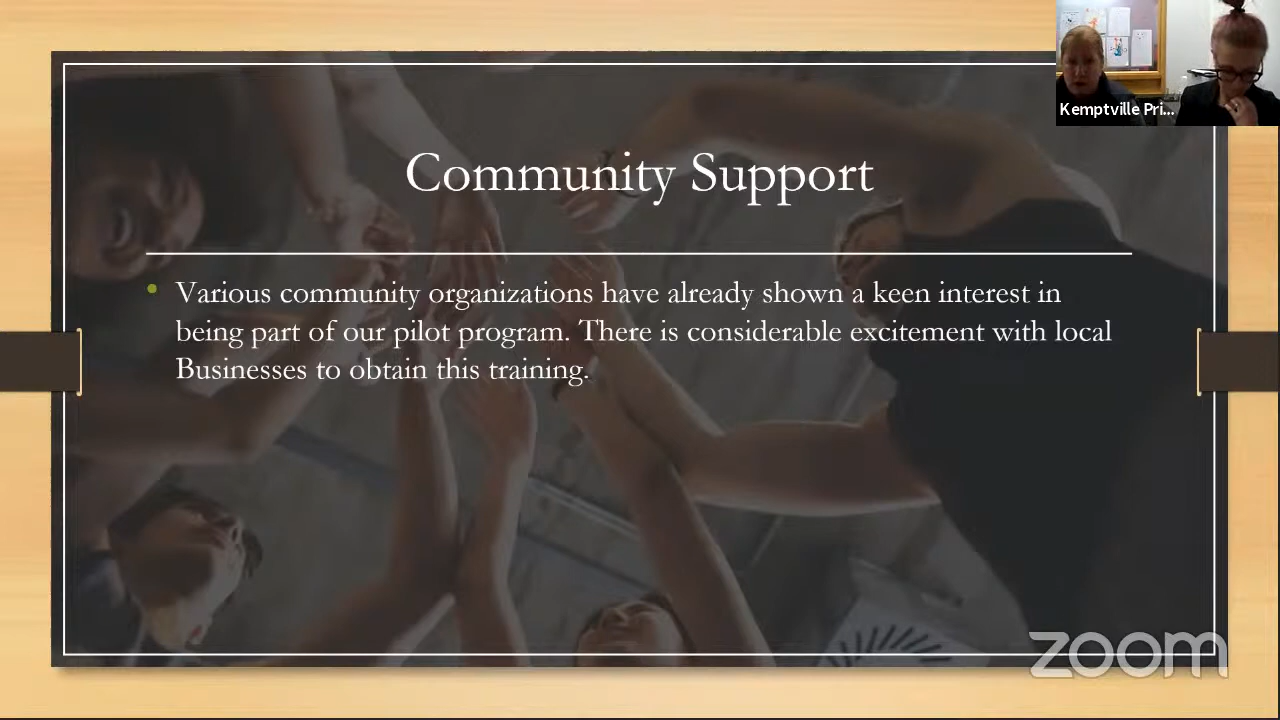 Kemptville Pri...
Community Support
Various community organizations have already shown a keen interest in
being part of our pilot program. There is considerable excitement with local
Businesses to obtain this training.
zoom